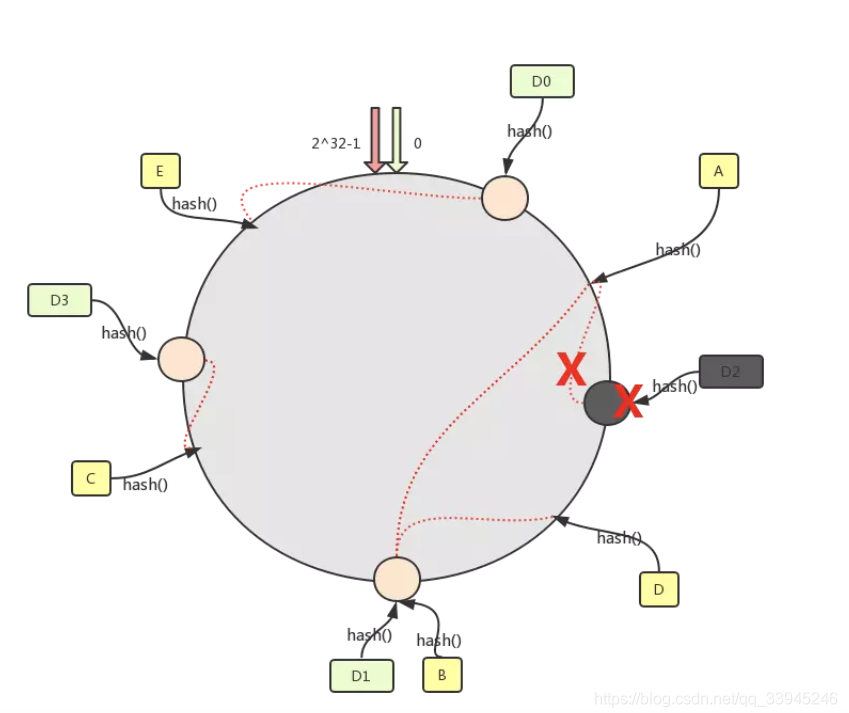 D0
2^32-1
0
hash()
E
A
hash()
hash()
D3
hash()
X
D2
hash()
X
C
hash()
hash()
D
hash()
hash()
D1
B
https://blog.csdn.net/qq_33945246